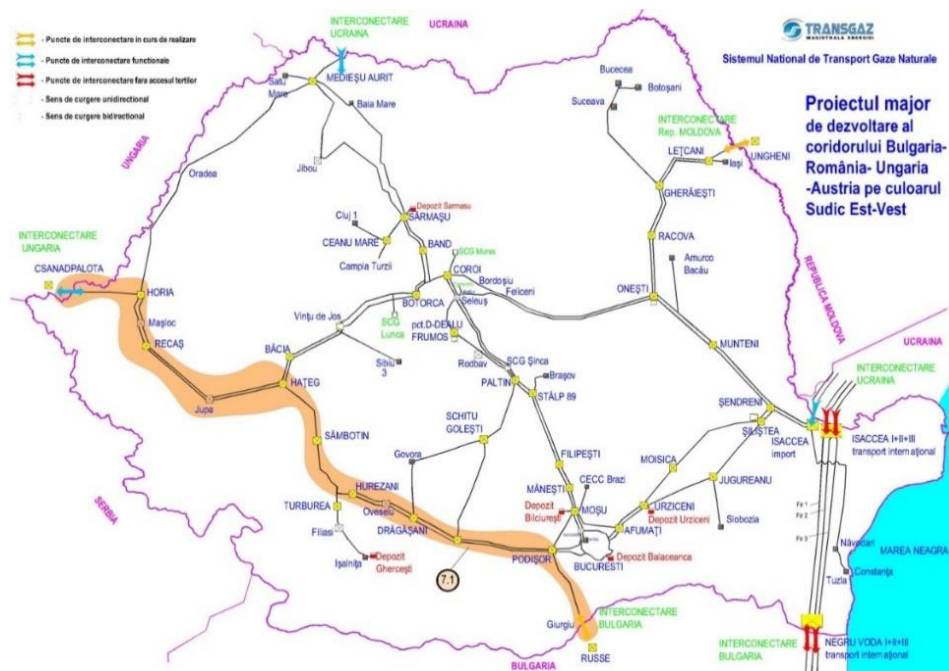 INTERCONECTARE
UCRAINA
UCRAINA
TRANSGAZ
MAGISTRALA ENERGIEI
Sistemul National de Transport Gaze Naturale
- Puncte de interconectare in curs de realizare
- Puncte de interconectare functionale
- Puncte de interconectare fara accesul tertilor
- Sens de curgere unidirectional
- Sens de curgere bidirectional
Proiectul major
de dezvoltare al
coridorului Bulgaria-
România- Ungaria
-Austria pe culoarul
Sudic Est-Vest
Satu
Mare
MEDIEȘU AURIT
Baia Mare
Bucecea
Botoșani
Suceava
INTERCONECTARE
Rep. MOLDOVA
LEȚCANI
UNGHENI
Iași
GHERĂIEȘTI
UNGARIA
Oradea
Jibou
Depozit Sarmasu
SĂRMAȘU
Cluj 1
CEANU MARE
Campia Turzii
BAND
SCG Mures
COROI
Bordoșiu
Seleuș
Feliceni
RACOVA
Amurco
Bacău
ONEȘTI
REPUBLICA MOLDOVA
INTERCONECTARE
UNGARIA
CSANADPALOTA
HORIA
Mașloc
RECAȘ
BOTORCA
SCG
Lunca
Vințu de Jos
pct.D-DEALU
FRUMOS
BĂCIA
Sibiu
3
Rodbav
SCG Șinca
PALTIN
Brașov
STÂLP 89
MUNTENI
UCRAINA
INTERCONECTARE
UCRAINA
HAȚEG
Jupa
ȘENDRENI
ȘILIȘTEA
ISACCEA
import
ISACCEA I+II+III
transport internațional
SCHITU
GOLEȘTI
SÂMBOTIN
Govora
FILIPEȘTI
MOISICA
JUGUREANU
CECC Brazi
MĂNEȘTI
HUREZANI
TURBUREA
Oveselu
DRĂGĂȘANI
Depozit
Bilciurești
MOȘU
URZICENI
Depozit Urziceni
Slobozia
Fir 1
Fir 2
Fir 3
SERBIA
Filiasi
Ișalnița
Depozit
Ghercești
PODIȘOR
AFUMAȚI
BUCURESTI
Depozit Balaceanca
Năvodari
MAREA NEAGRA
Constanța
Tuzla
7.1
Giurgiu
INTERCONECTARE
BULGARIA
RUSSE
BULGARIA
INTERCONECTARE
BULGARIA
NEGRU VODA I+II+III
transport internațional